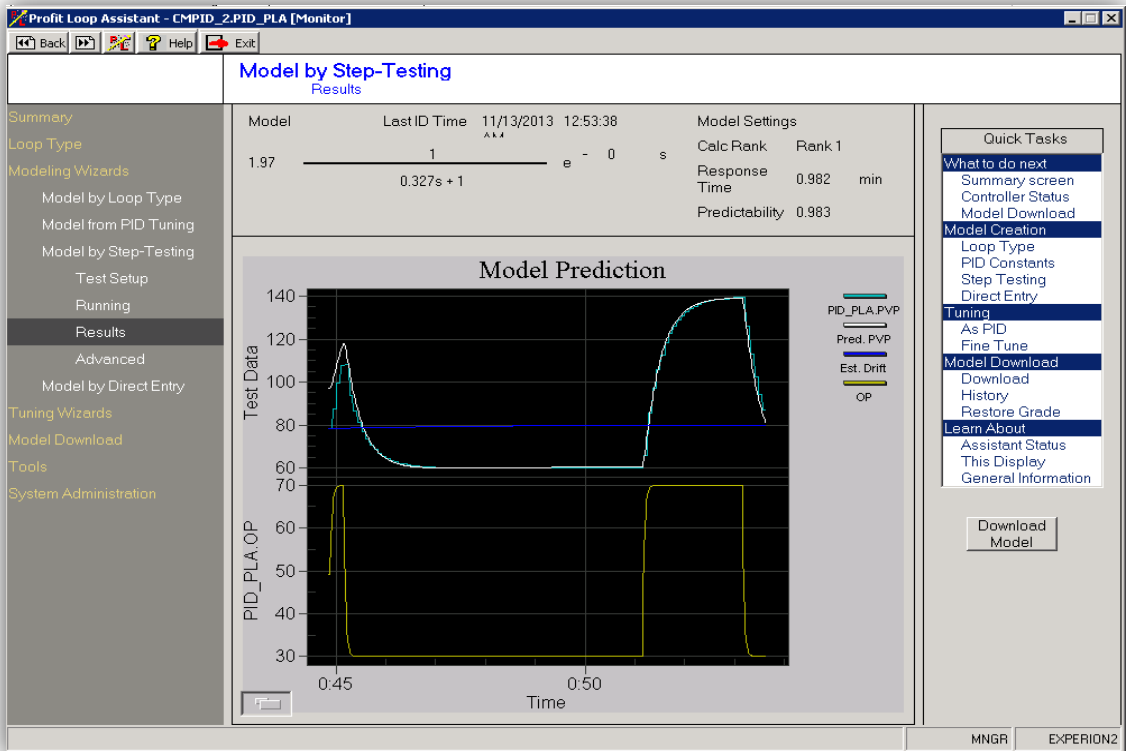 Profit Loop Assistant - CMPID_2.PID_PLA [Monitor]
Back Help Exit
Model by Step-Testing
Results
Summary
Loop Type
Modeling Wizards
Model by Loop Type
Model from PID Tuning
Model by Step-Testing
Test Setup
Running
Results
Advanced
Model by Direct Entry
Tuning Wizards
Model Download
Tools
System Administration
Model Last ID Time 11/13/2013 12:53:38
1.97 1 e - 0 s
0.327s + 1
Model Settings
Calc Rank Rank 1
Response
Time 0.982 min
Predictability 0.983
Model Prediction
140
120
100
80
60
Test Data
70
60
50
40
30
PID_PLA.OP
0:45 0:50
Time
PID_PLA.PVP
Pred. PVP
Est. Drift
OP
Quick Tasks
What to do next
Summary screen
Controller Status
Model Download
Model Creation
Loop Type
PID Constants
Step Testing
Direct Entry
Tuning
As PID
Fine Tune
Model Download
Download
History
Restore Grade
Learn About
Assistant Status
This Display
General Information
Download
Model
MNGR EXPERION2